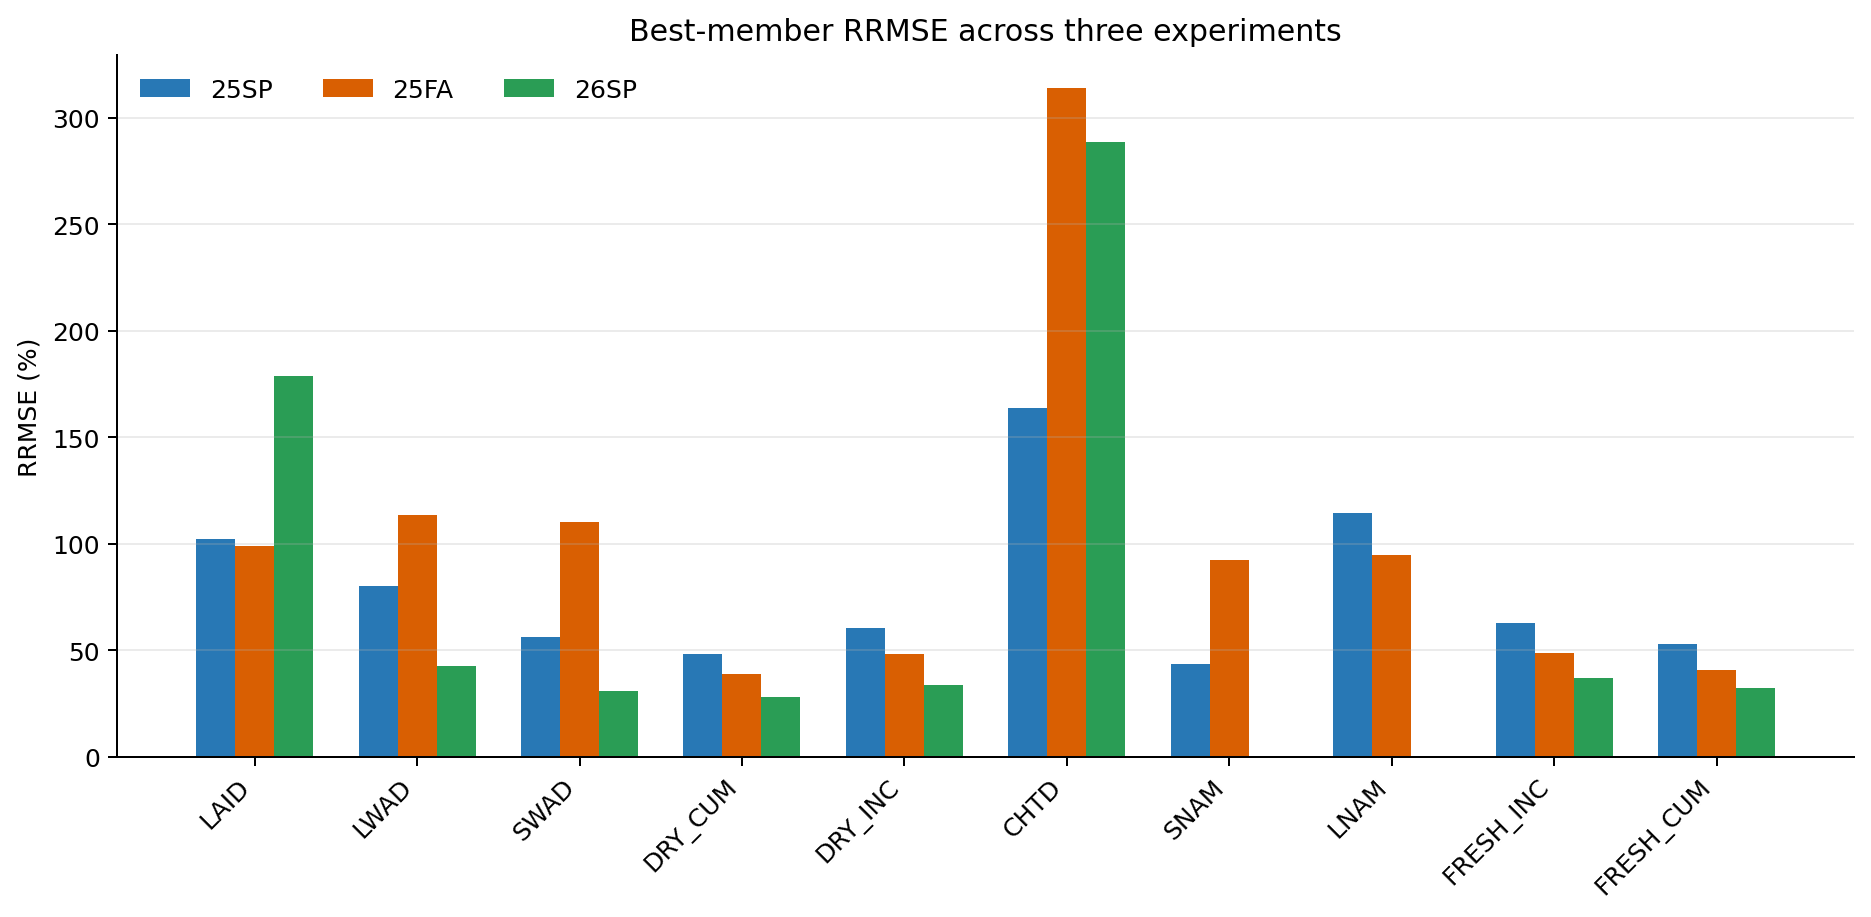 Best-member RRMSE across three experiments
25SP 25FA 26SP
RRMSE (%)
300
250
200
150
100
50
0
LAID LWAD SWAD DRY_CUM DRY_INC CHTD SNAM LNAM FRESH_INC FRESH_CUM